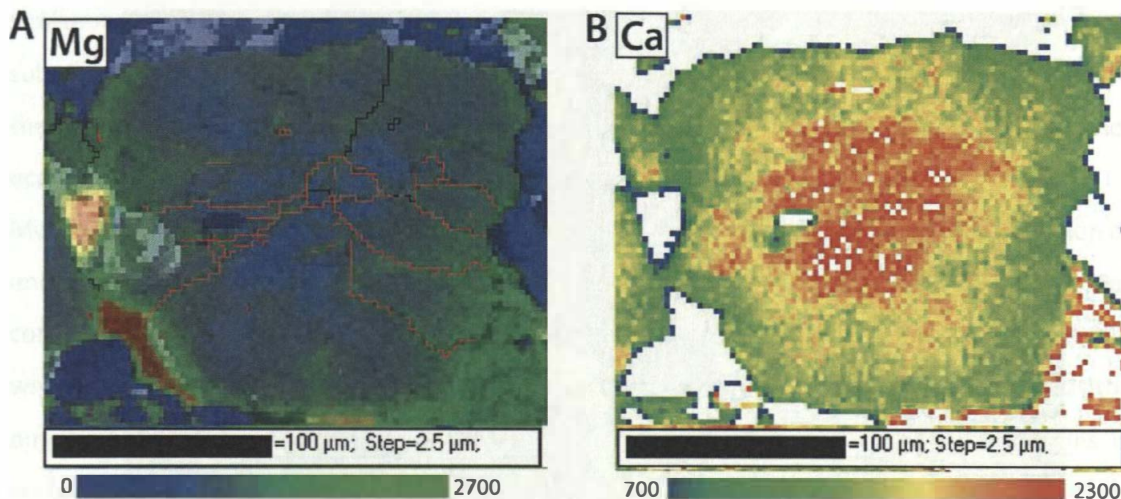 A Mg
B Ca
=100 µm; Step=2.5 µm;
=100 µm; Step=2.5 µm.
0 2700
700 2300